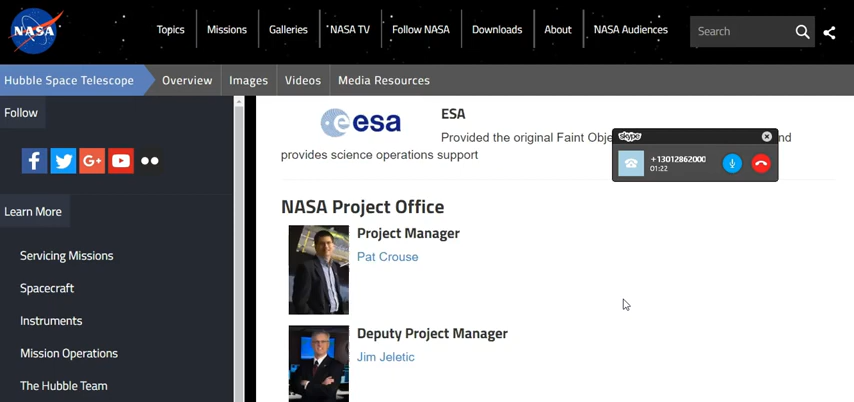 NASA
Topics
Missions
Galleries
NASA TV
Follow NASA
Downloads
About
NASA Audiences
Search
Hubble Space Telescope
Overview
Images
Videos
Media Resources
Follow
Learn More
Servicing Missions
Spacecraft
Instruments
Mission Operations
The Hubble Team
esa
ESA
Provided the original Faint Obje nd
provides science operations support
skype
+13012862000
01:22
NASA Project Office
Project Manager
Pat Crouse
Deputy Project Manager
Jim Jeletic